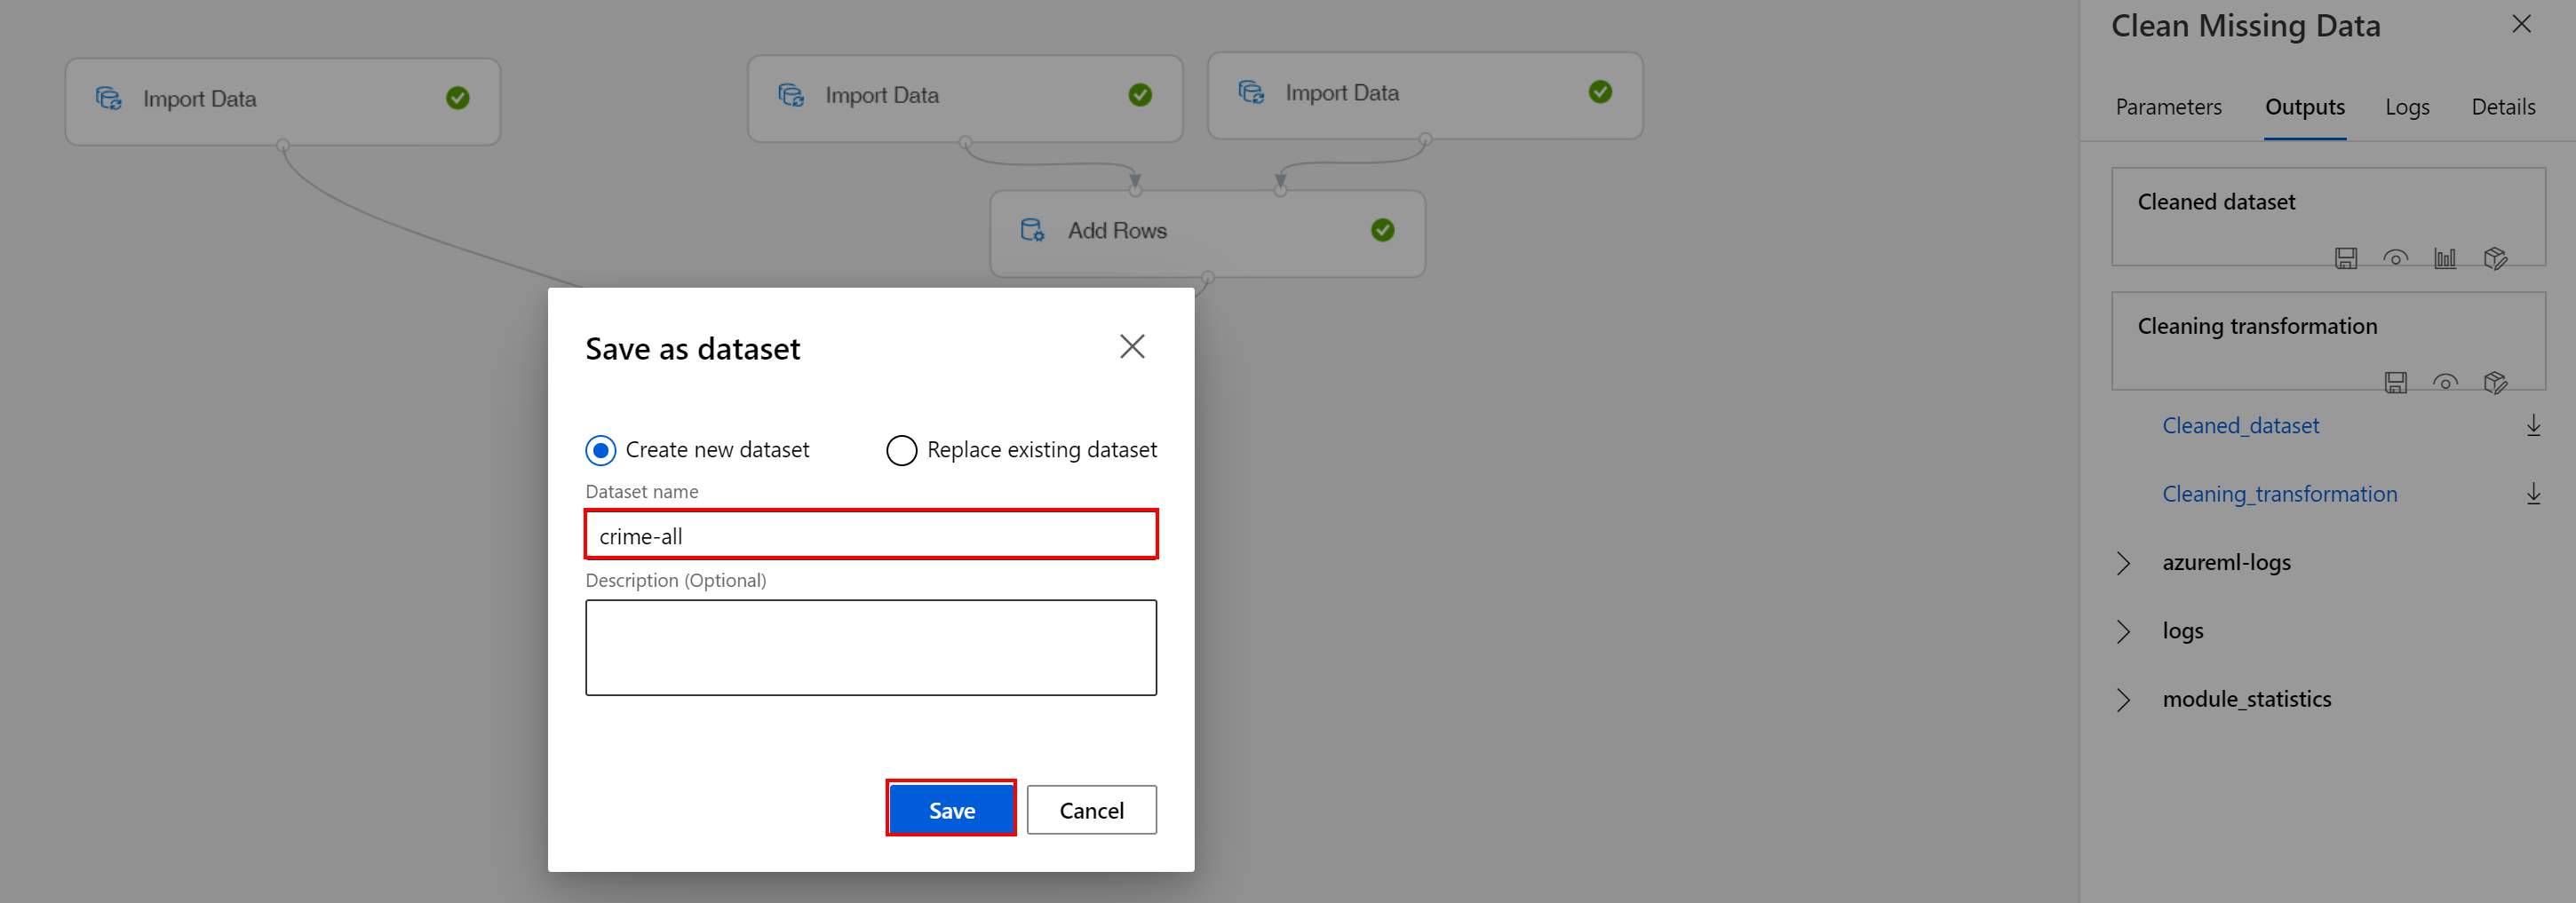 Import Data
Import Data
Import Data
Add Rows
Save as dataset
Create new dataset
Replace existing dataset
Dataset name
crime-all
Description (Optional)
Save
Cancel
Clean Missing Data
Parameters
Outputs
Logs
Details
Cleaned dataset
Cleaning transformation
Cleaned_dataset
Cleaning_transformation
azureml-logs
logs
module_statistics